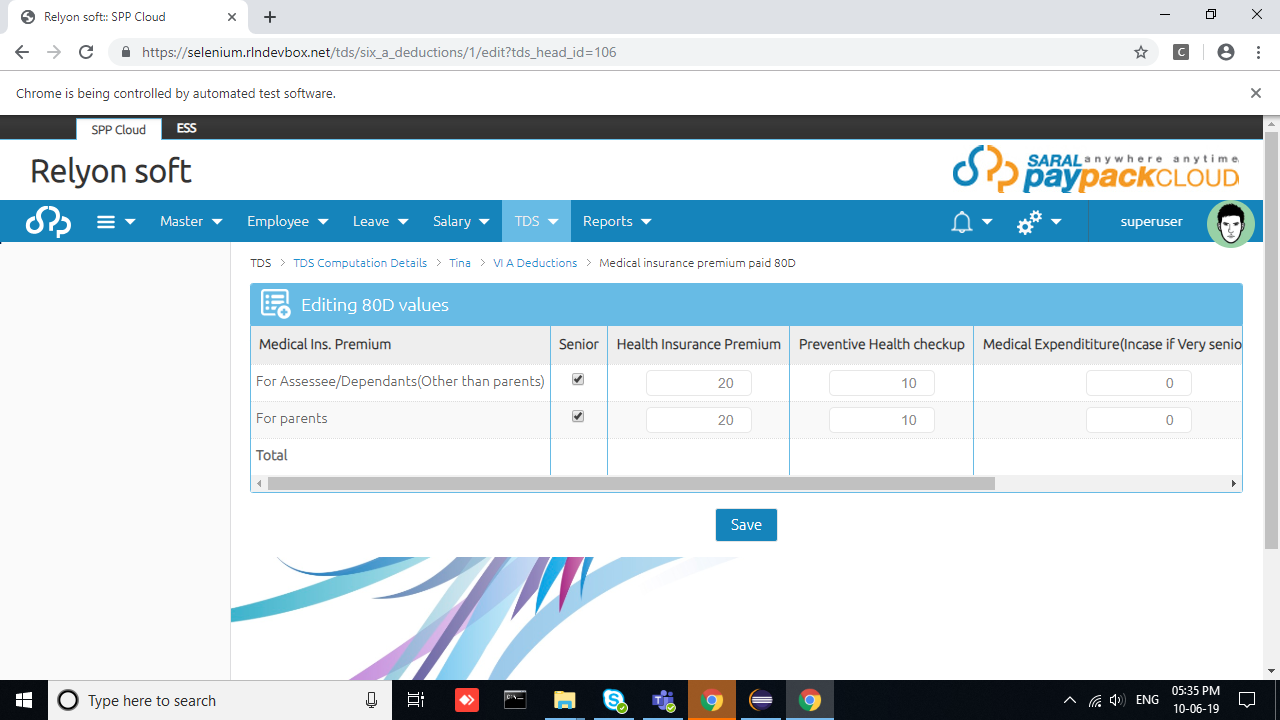 Relyon soft:: SPP Cloud
https://selenium.rlndevbox.net/tds/six_a_deductions/1/edit?tds_head_id=106
C
Chrome is being controlled by automated test software.
SPP Cloud ESS
Relyon soft
SARAL anywhere anytime
paypackCLOUD
Master Employee Leave Salary TDS Reports superuser
TDS > TDS Computation Details > Tina > VI A Deductions > Medical insurance premium paid 80D
Editing 80D values
Medical Ins. Premium Senior Health Insurance Premium Preventive Health checkup Medical Expendititure(Incase if Very senio
For Assessee/Dependants(Other than parents) 20 10 0
For parents 20 10 0
Total
Save
Type here to search
ENG
05:35 PM
10-06-19